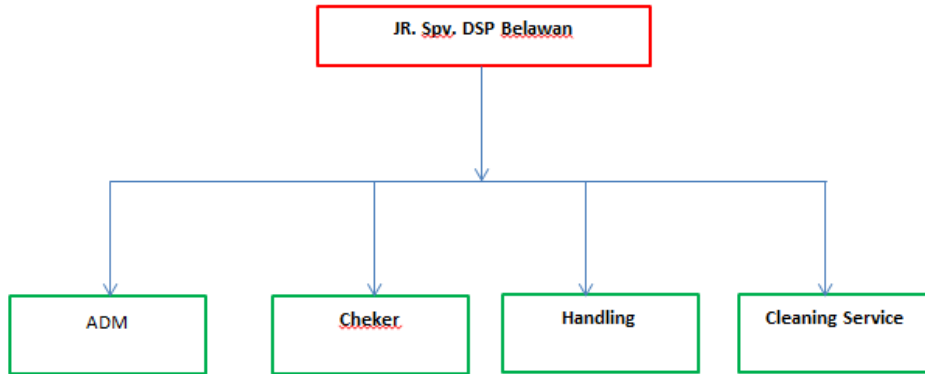 JR. Spv. DSP Belawan
ADM
Cheker
Handling
Cleaning Service